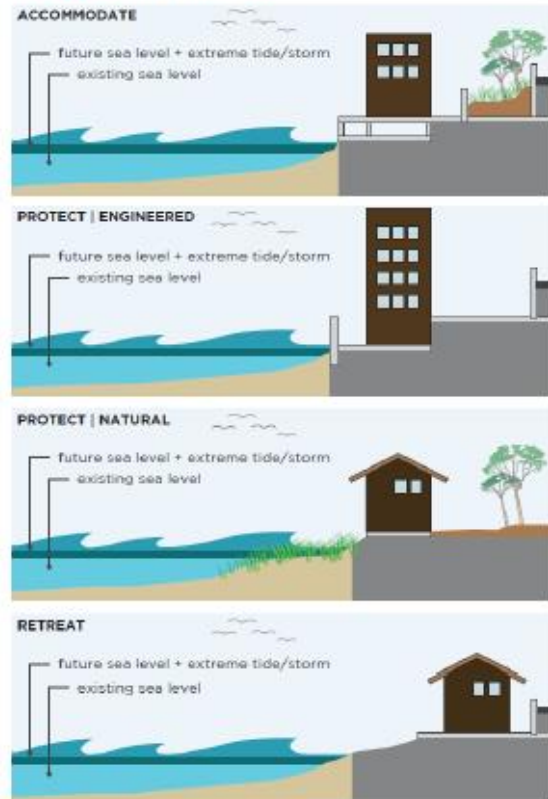 ACCOMMODATE
future sea level + extreme tide/storm
existing sea level
PROTECT | ENGINEERED
future sea level + extreme tide/storm
existing sea level
PROTECT | NATURAL
future sea level + extreme tide/storm
existing sea level
RETREAT
future sea level + extreme tide/storm
existing sea level